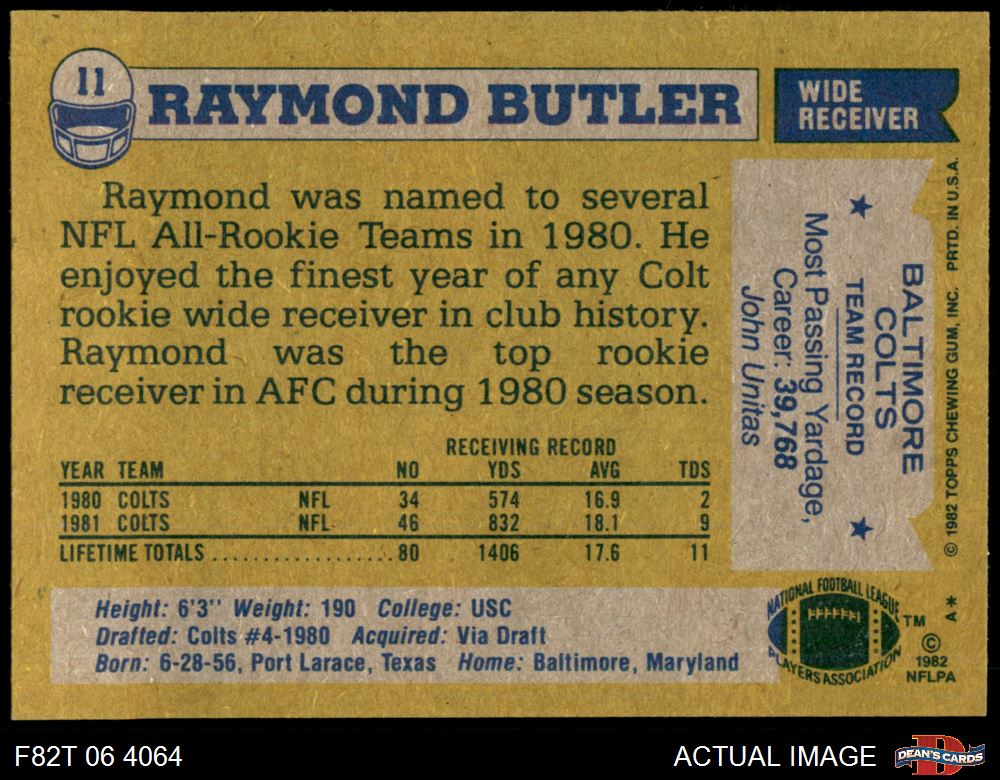 11
RAYMOND BUTLER
WIDE
RECEIVER
Raymond was named to several
NFL All-Rookie Teams in 1980. He
enjoyed the finest year of any Colt
rookie wide receiver in club history.
Raymond was the top rookie
receiver in AFC during 1980 season.
RECEIVING RECORD
YEAR TEAM NO YDS AVG TDS
1980 COLTS NFL 34 574 16.9 2
1981 COLTS NFL 46 832 18.1 9
LIFETIME TOTALS ................. 80 1406 17.6 11
Height: 6'3" Weight: 190 College: USC
Drafted: Colts #4-1980 Acquired: Via Draft
Born: 6-28-56, Port Larace, Texas Home: Baltimore, Maryland
BALTIMORE
COLTS
★ TEAM RECORD ★
Most Passing Yardage,
Career: 39,768
John Unitas
© 1982 TOPPS CHEWING GUM, INC. PRTD. IN U.S.A.
A*
NATIONAL FOOTBALL LEAGUE
PLAYERS ASSOCIATION
TM
©
1982
NFLPA
F82T 06 4064
ACTUAL IMAGE
D
DEAN'S CARDS